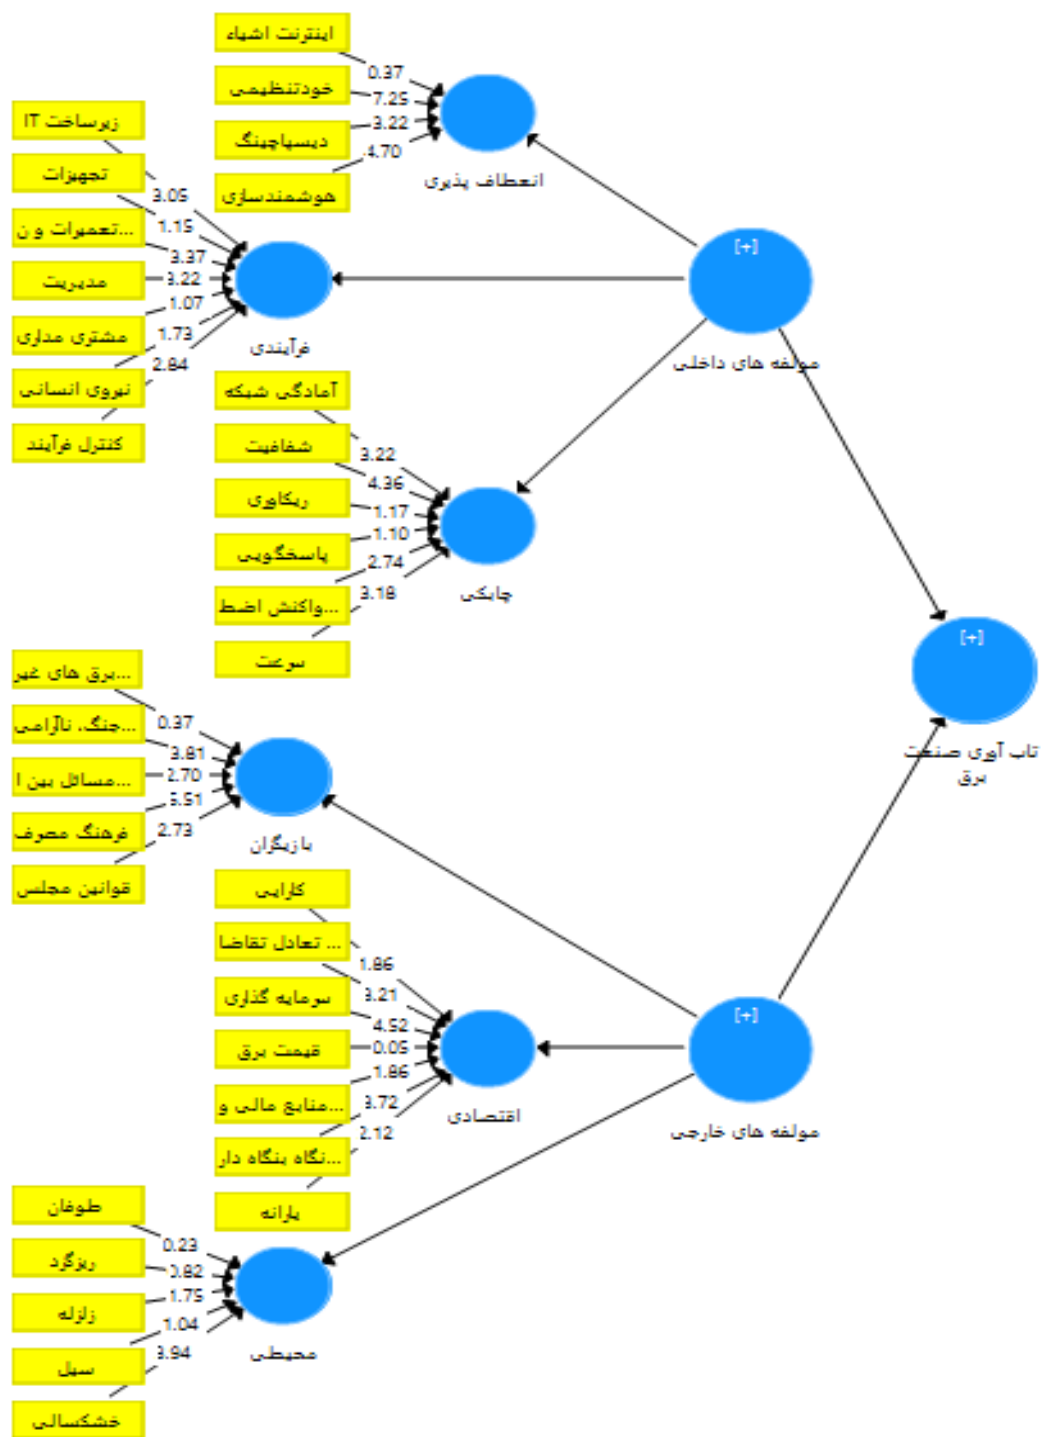 اینترنت اشیاء
خودتنظیمی
دیسپاچینگ
هوشمندسازی
0.37
7.25
3.22
4.70
انعطاف پذیری
زیرساخت IT
تجهیزات
تعمیرات و ن...
مدیریت
مشتری مداری
نیروی انسانی
کنترل فرآیند
3.05
1.15
3.37
3.22
1.07
1.73
2.84
فرآیندی
[+]
مولفه های داخلی
آمادگی شبکه
شفافیت
ریکاوری
پاسخگویی
واکنش اضط...
سرعت
3.22
4.36
1.17
1.10
2.74
3.18
چابکی
[+]
تاب آوری صنعت
برق
برق های غیر...
جنگ، ناآرامی...
مسائل بین ا...
فرهنگ مصرف
قوانین مجلس
0.37
3.81
2.70
5.51
2.73
بازیگران
کارایی
تعادل تقاضا ...
سرمایه گذاری
قیمت برق
منابع مالی و...
نگاه بنگاه دار...
یارانه
1.86
3.21
4.52
0.05
1.86
3.72
2.12
اقتصادی
[+]
مولفه های خارجی
طوفان
ریزگرد
زلزله
سیل
خشکسالی
0.23
0.82
1.75
1.04
3.94
محیطی